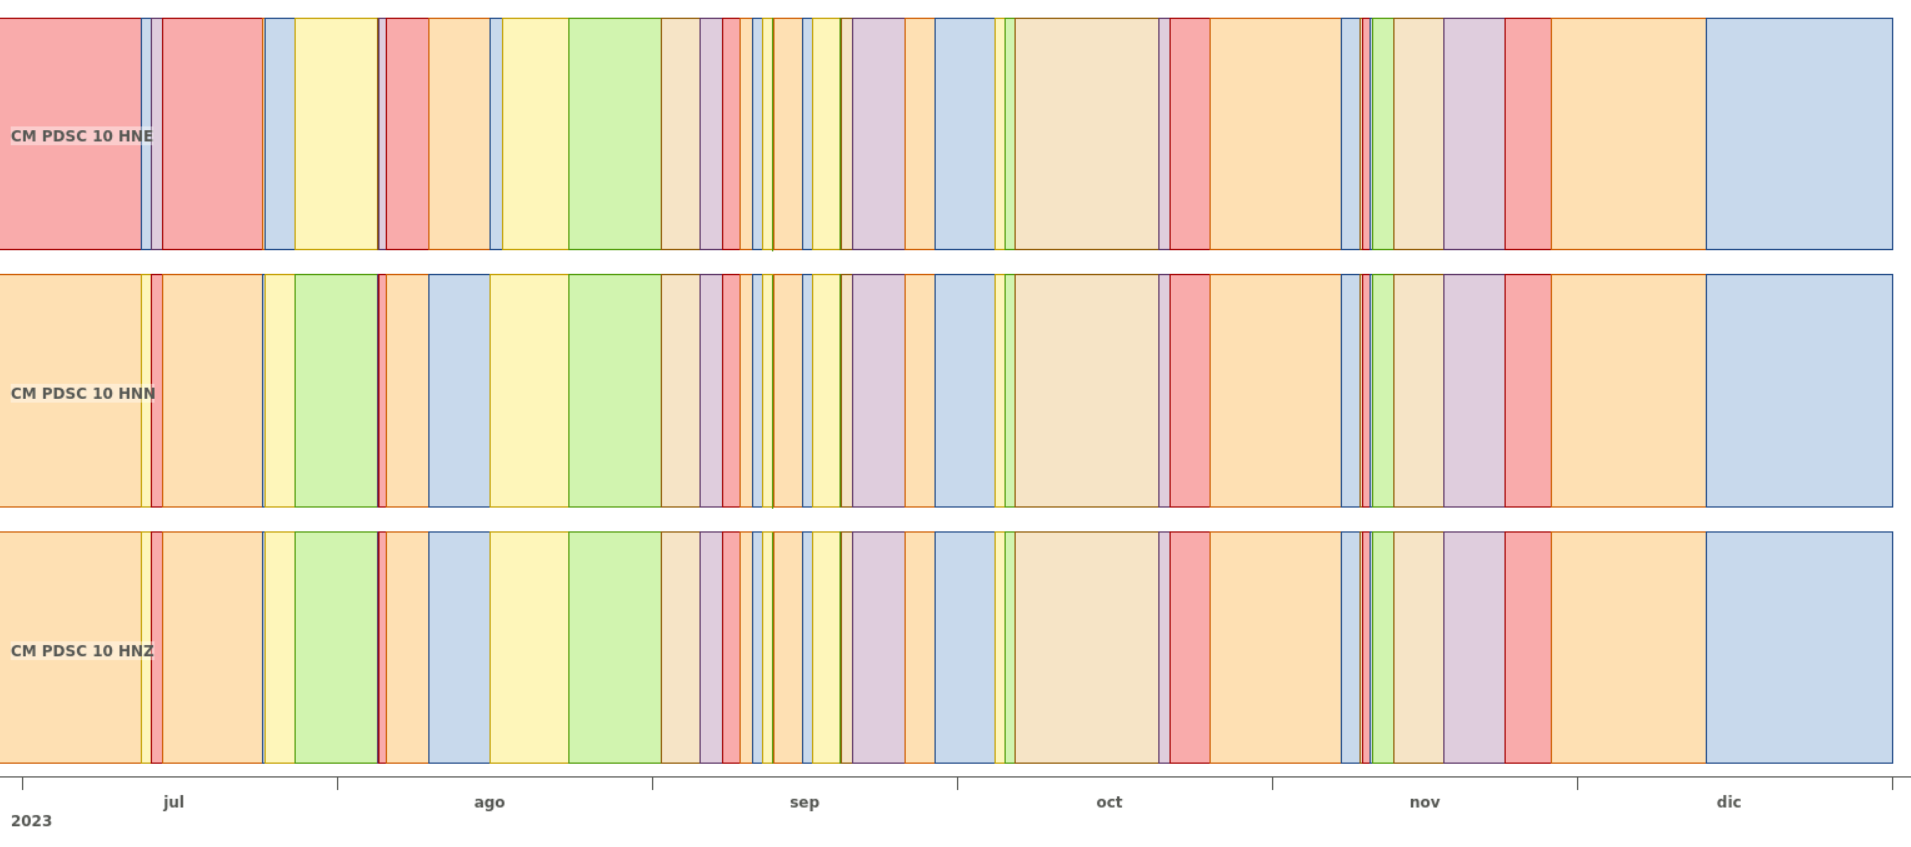 CM PDSC 10 HNE
CM PDSC 10 HNN
CM PDSC 10 HNZ
jul ago sep oct nov dic
2023